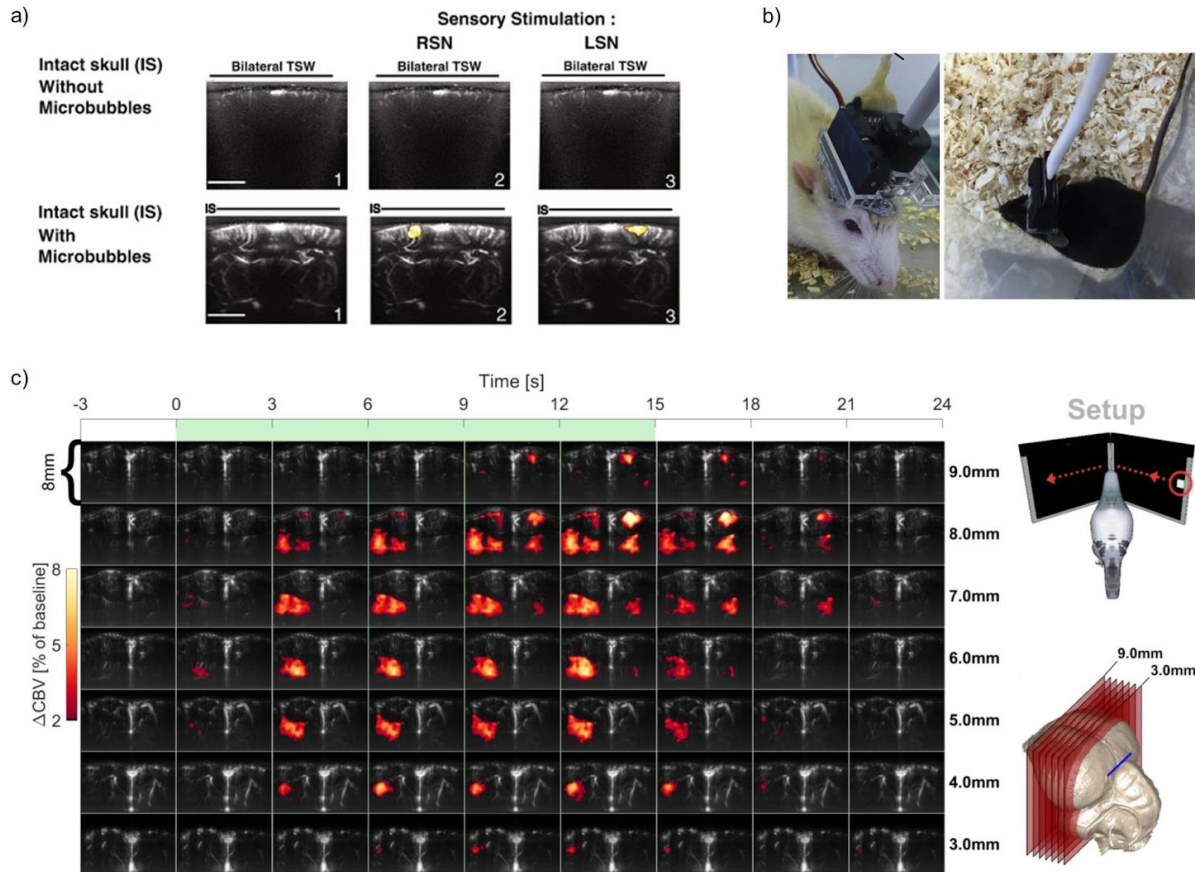 a)
Sensory Stimulation :
RSN
LSN
Intact skull (IS)
Without
Microbubbles
Bilateral TSW
Bilateral TSW
Bilateral TSW
1
2
3
Intact skull (IS)
With
Microbubbles
IS
IS
IS
1
2
3
b)
c)
Time [s]
-3 0 3 6 9 12 15 18 21 24
8mm
9.0mm
8.0mm
7.0mm
6.0mm
5.0mm
4.0mm
3.0mm
ΔCBV [% of baseline]
8
5
2
Setup
9.0mm
3.0mm